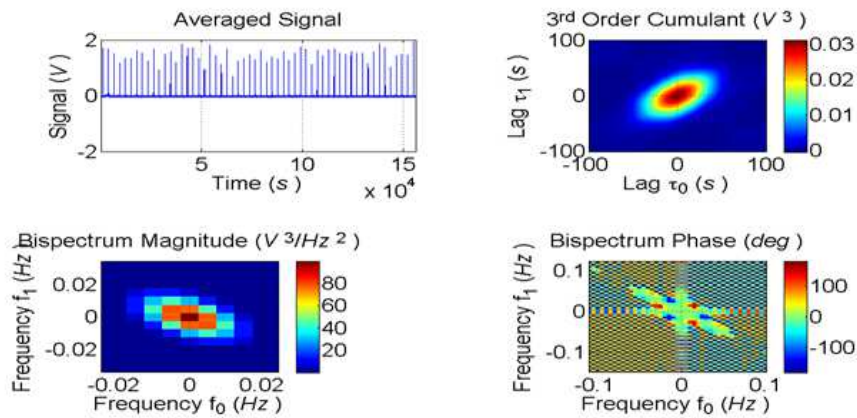 Averaged Signal
2
0
-2
Signal (V)
5
10
15
Time (s)
x 10^4
3rd Order Cumulant (V^3)
100
0
-100
Lag τ1 (s)
-100
0
100
Lag τ0 (s)
0.03
0.02
0.01
0
Bispectrum Magnitude (V^3/Hz^2)
0.02
0
-0.02
Frequency f1 (Hz)
-0.02
0
0.02
Frequency f0 (Hz)
80
60
40
20
Bispectrum Phase (deg)
0.1
0
-0.1
Frequency f1 (Hz)
-0.1
0
0.1
Frequency f0 (Hz)
100
0
-100